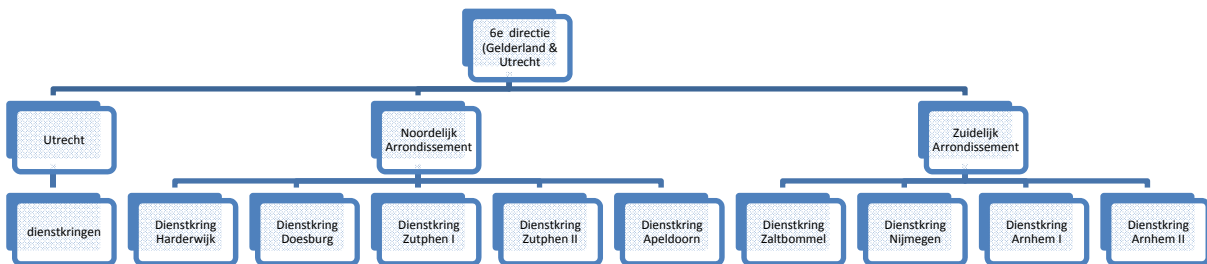 6e directie
(Gelderland &
Utrecht
Utrecht
Noordelijk
Arrondissement
Zuidelijk
Arrondissement
dienstkringen
Dienstkring
Harderwijk
Dienstkring
Doesburg
Dienstkring
Zutphen I
Dienstkring
Zutphen II
Dienstkring
Apeldoorn
Dienstkring
Zaltbommel
Dienstkring
Nijmegen
Dienstkring
Arnhem I
Dienstkring
Arnhem II